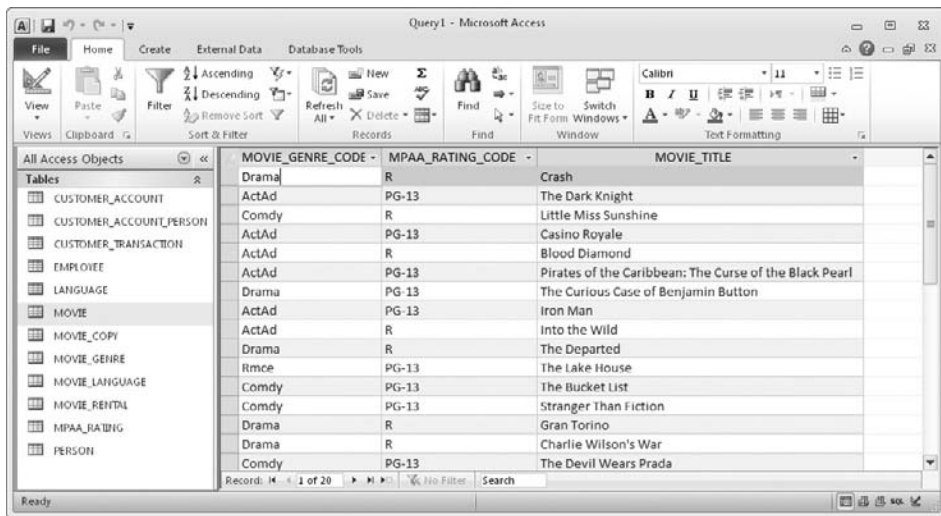 Query1 - Microsoft Access
File Home Create External Data Database Tools
View
Paste
Filter
Ascending
Descending
Remove Sort
Refresh All
New
Save
Delete
Find
Size to Fit Form
Switch Windows
Calibri 11
B I U
Views Clipboard Sort & Filter Records Find Window Text Formatting
All Access Objects
Tables
CUSTOMER_ACCOUNT
CUSTOMER_ACCOUNT_PERSON
CUSTOMER_TRANSACTION
EMPLOYEE
LANGUAGE
MOVIE
MOVIE_COPY
MOVIE_GENRE
MOVIE_LANGUAGE
MOVIE_RENTAL
MPAA_RATING
PERSON
MOVIE_GENRE_CODE MPAA_RATING_CODE MOVIE_TITLE
Drama R Crash
ActAd PG-13 The Dark Knight
Comdy R Little Miss Sunshine
ActAd PG-13 Casino Royale
ActAd R Blood Diamond
ActAd PG-13 Pirates of the Caribbean: The Curse of the Black Pearl
Drama PG-13 The Curious Case of Benjamin Button
ActAd PG-13 Iron Man
ActAd R Into the Wild
Drama R The Departed
Rmce PG-13 The Lake House
Comdy PG-13 The Bucket List
Comdy PG-13 Stranger Than Fiction
Drama R Gran Torino
Drama R Charlie Wilson's War
Comdy PG-13 The Devil Wears Prada
Record: 1 of 20 No Filter Search
Ready SQL